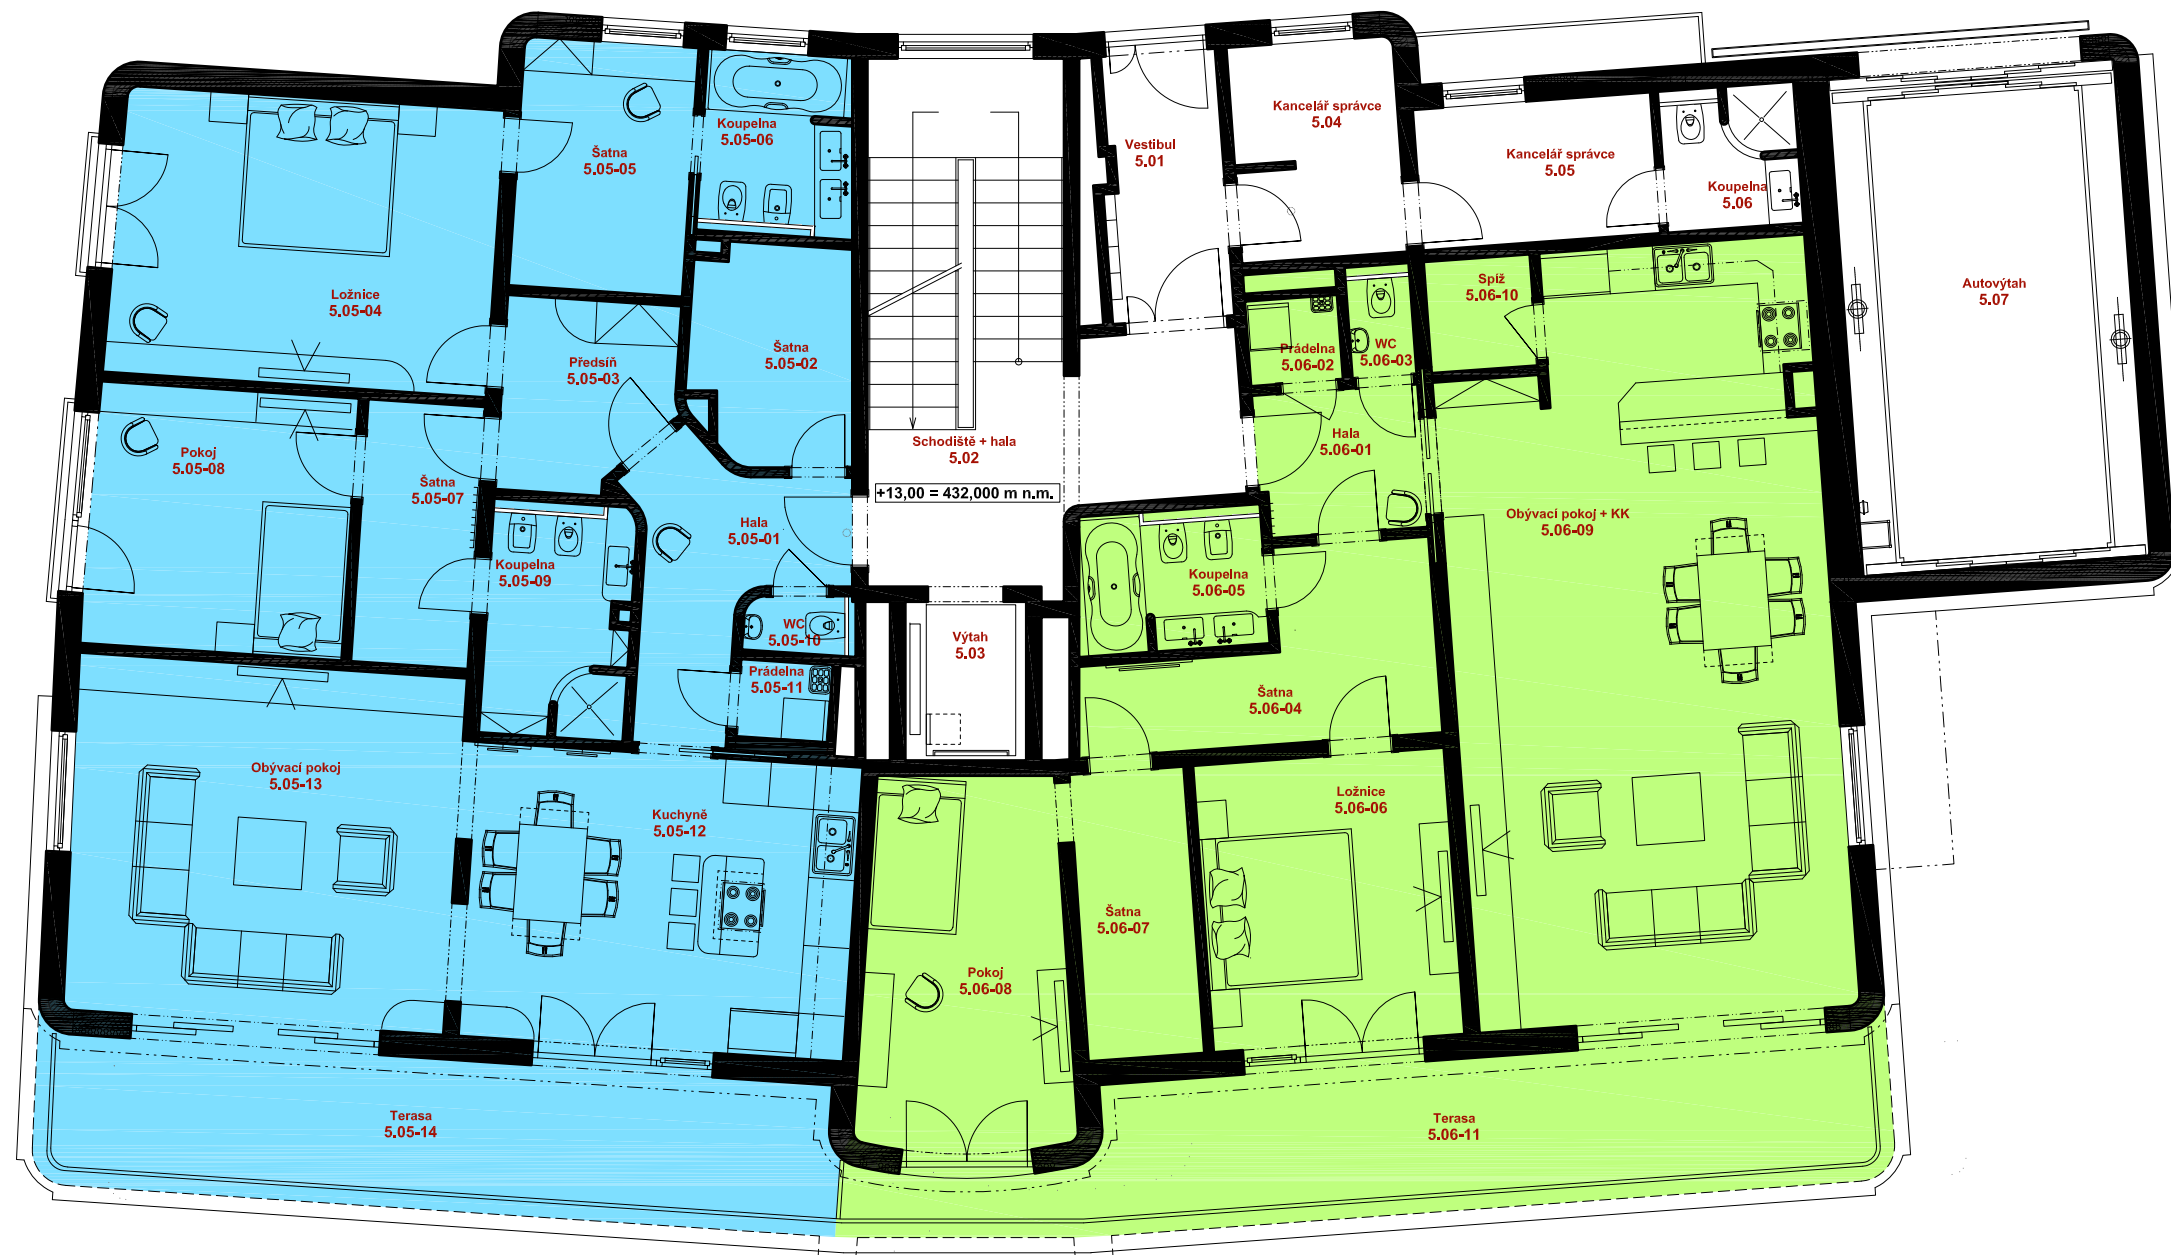 Kancelář správce
5.04
Koupelna
5.05-06
Vestibul
5.01
Šatna
5.05-05
Kancelář správce
5.05
Koupelna
5.06
Ložnice
5.05-04
Spíž
5.06-10
Autovýtah
5.07
Předsíň
5.05-03
Šatna
5.05-02
Prádelna
5.06-02
WC
5.06-03
Pokoj
5.05-08
Schodiště + hala
5.02
Hala
5.06-01
Šatna
5.05-07
+13,00 = 432,000 m n.m.
Hala
5.05-01
Obývací pokoj + KK
5.06-09
Koupelna
5.05-09
Koupelna
5.06-05
WC
5.05-10
Výtah
5.03
Prádelna
5.05-11
Šatna
5.06-04
Obývací pokoj
5.05-13
Kuchyně
5.05-12
Ložnice
5.06-06
Šatna
5.06-07
Pokoj
5.06-08
Terasa
5.05-14
Terasa
5.06-11